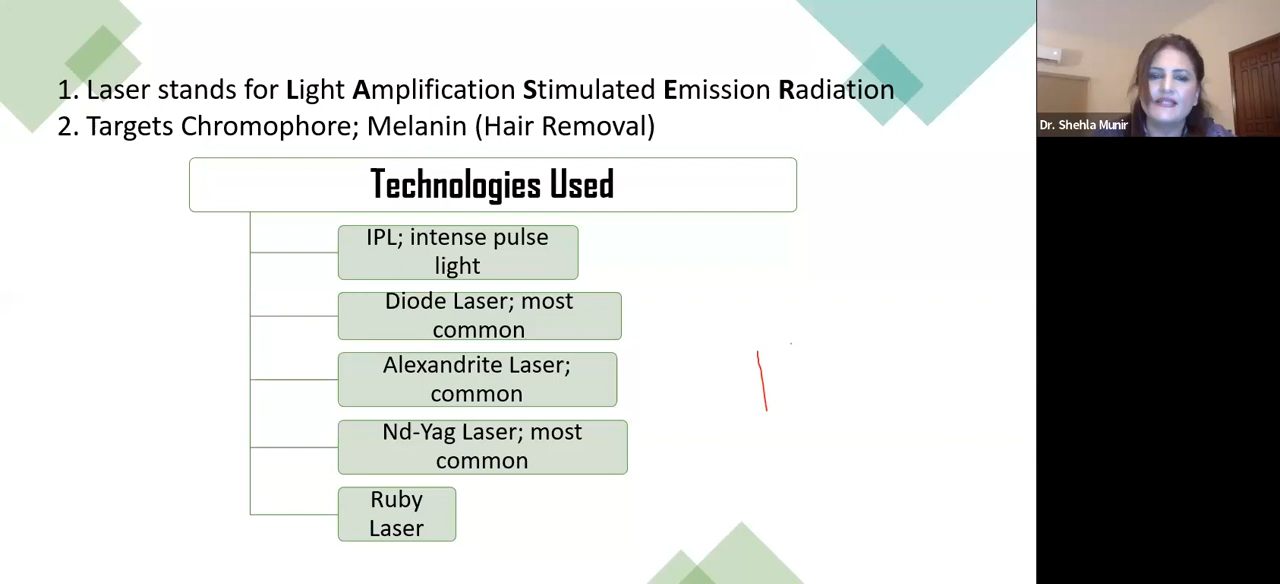 1. Laser stands for Light Amplification Stimulated Emission Radiation
2. Targets Chromophore; Melanin (Hair Removal)
Technologies Used
IPL; intense pulse
light
Diode Laser; most
common
Alexandrite Laser;
common
Nd-Yag Laser; most
common
Ruby
Laser
Dr. Shehla Munir